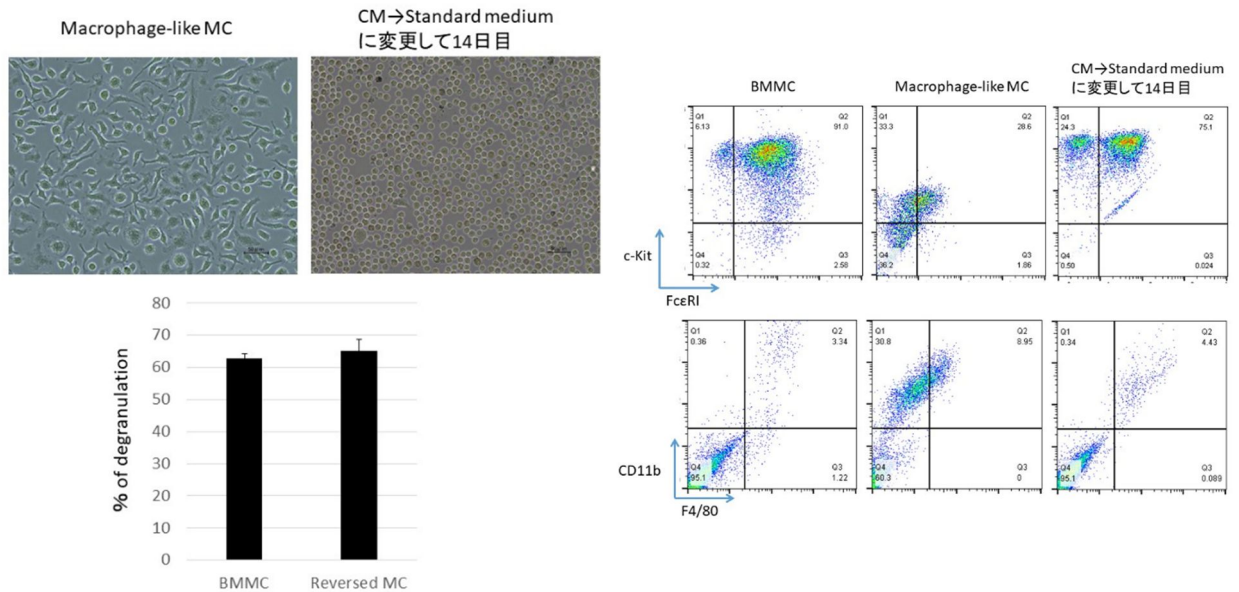 Macrophage-like MC
CM→Standard medium
に変更して14日目
80
70
60
50
40
30
20
10
0
% of degranulation
BMMC
Reversed MC
BMMC
Macrophage-like MC
CM→Standard medium
に変更して14日目
Q1
6.13
Q2
91.0
Q4
0.32
Q3
2.58
Q1
33.3
Q2
28.6
Q4
36.2
Q3
1.86
Q1
24.3
Q2
75.1
Q4
0.50
Q3
0.024
c-Kit
FcεRI
Q1
0.36
Q2
3.34
Q4
95.1
Q3
1.22
Q1
30.8
Q2
8.95
Q4
60.3
Q3
0
Q1
0.34
Q2
4.43
Q4
95.1
Q3
0.089
CD11b
F4/80